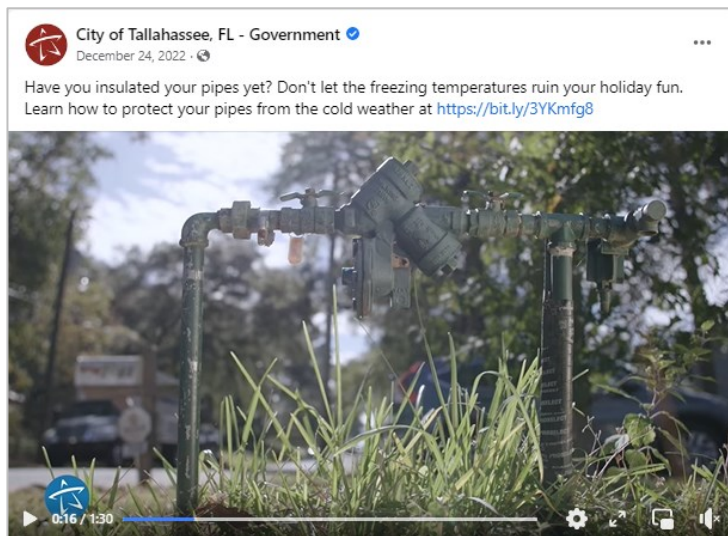 City of Tallahassee, FL - Government
December 24, 2022 ·
Have you insulated your pipes yet? Don't let the freezing temperatures ruin your holiday fun.
Learn how to protect your pipes from the cold weather at https://bit.ly/3YKmfg8
0:16 / 1:30